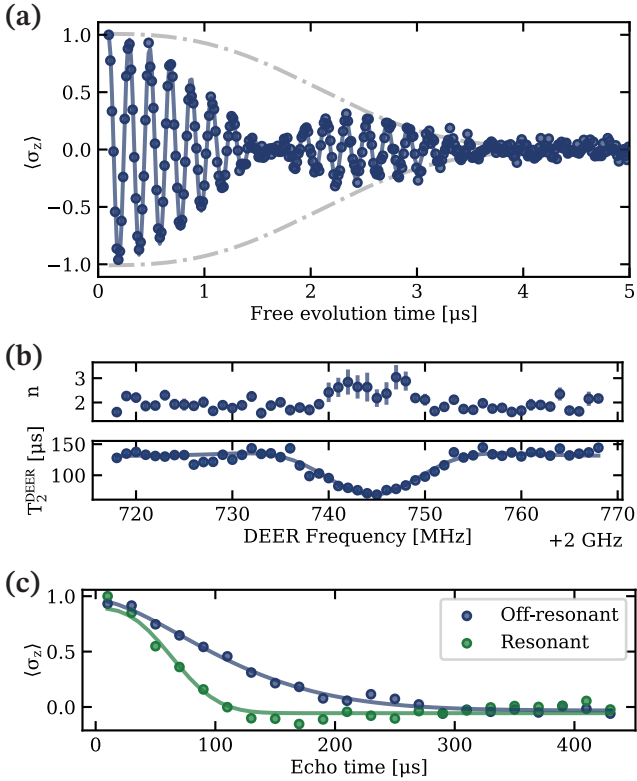 (a)
1.0
0.5
0.0
−0.5
−1.0
⟨σz⟩
0 1 2 3 4 5
Free evolution time [μs]
(b)
3
2
n
150
100
T₂ᴰᴱᴱᴿ [μs]
720 730 740 750 760 770
DEER Frequency [MHz] +2 GHz
(c)
1.0
0.5
0.0
⟨σz⟩
Off-resonant
Resonant
0 100 200 300 400
Echo time [μs]